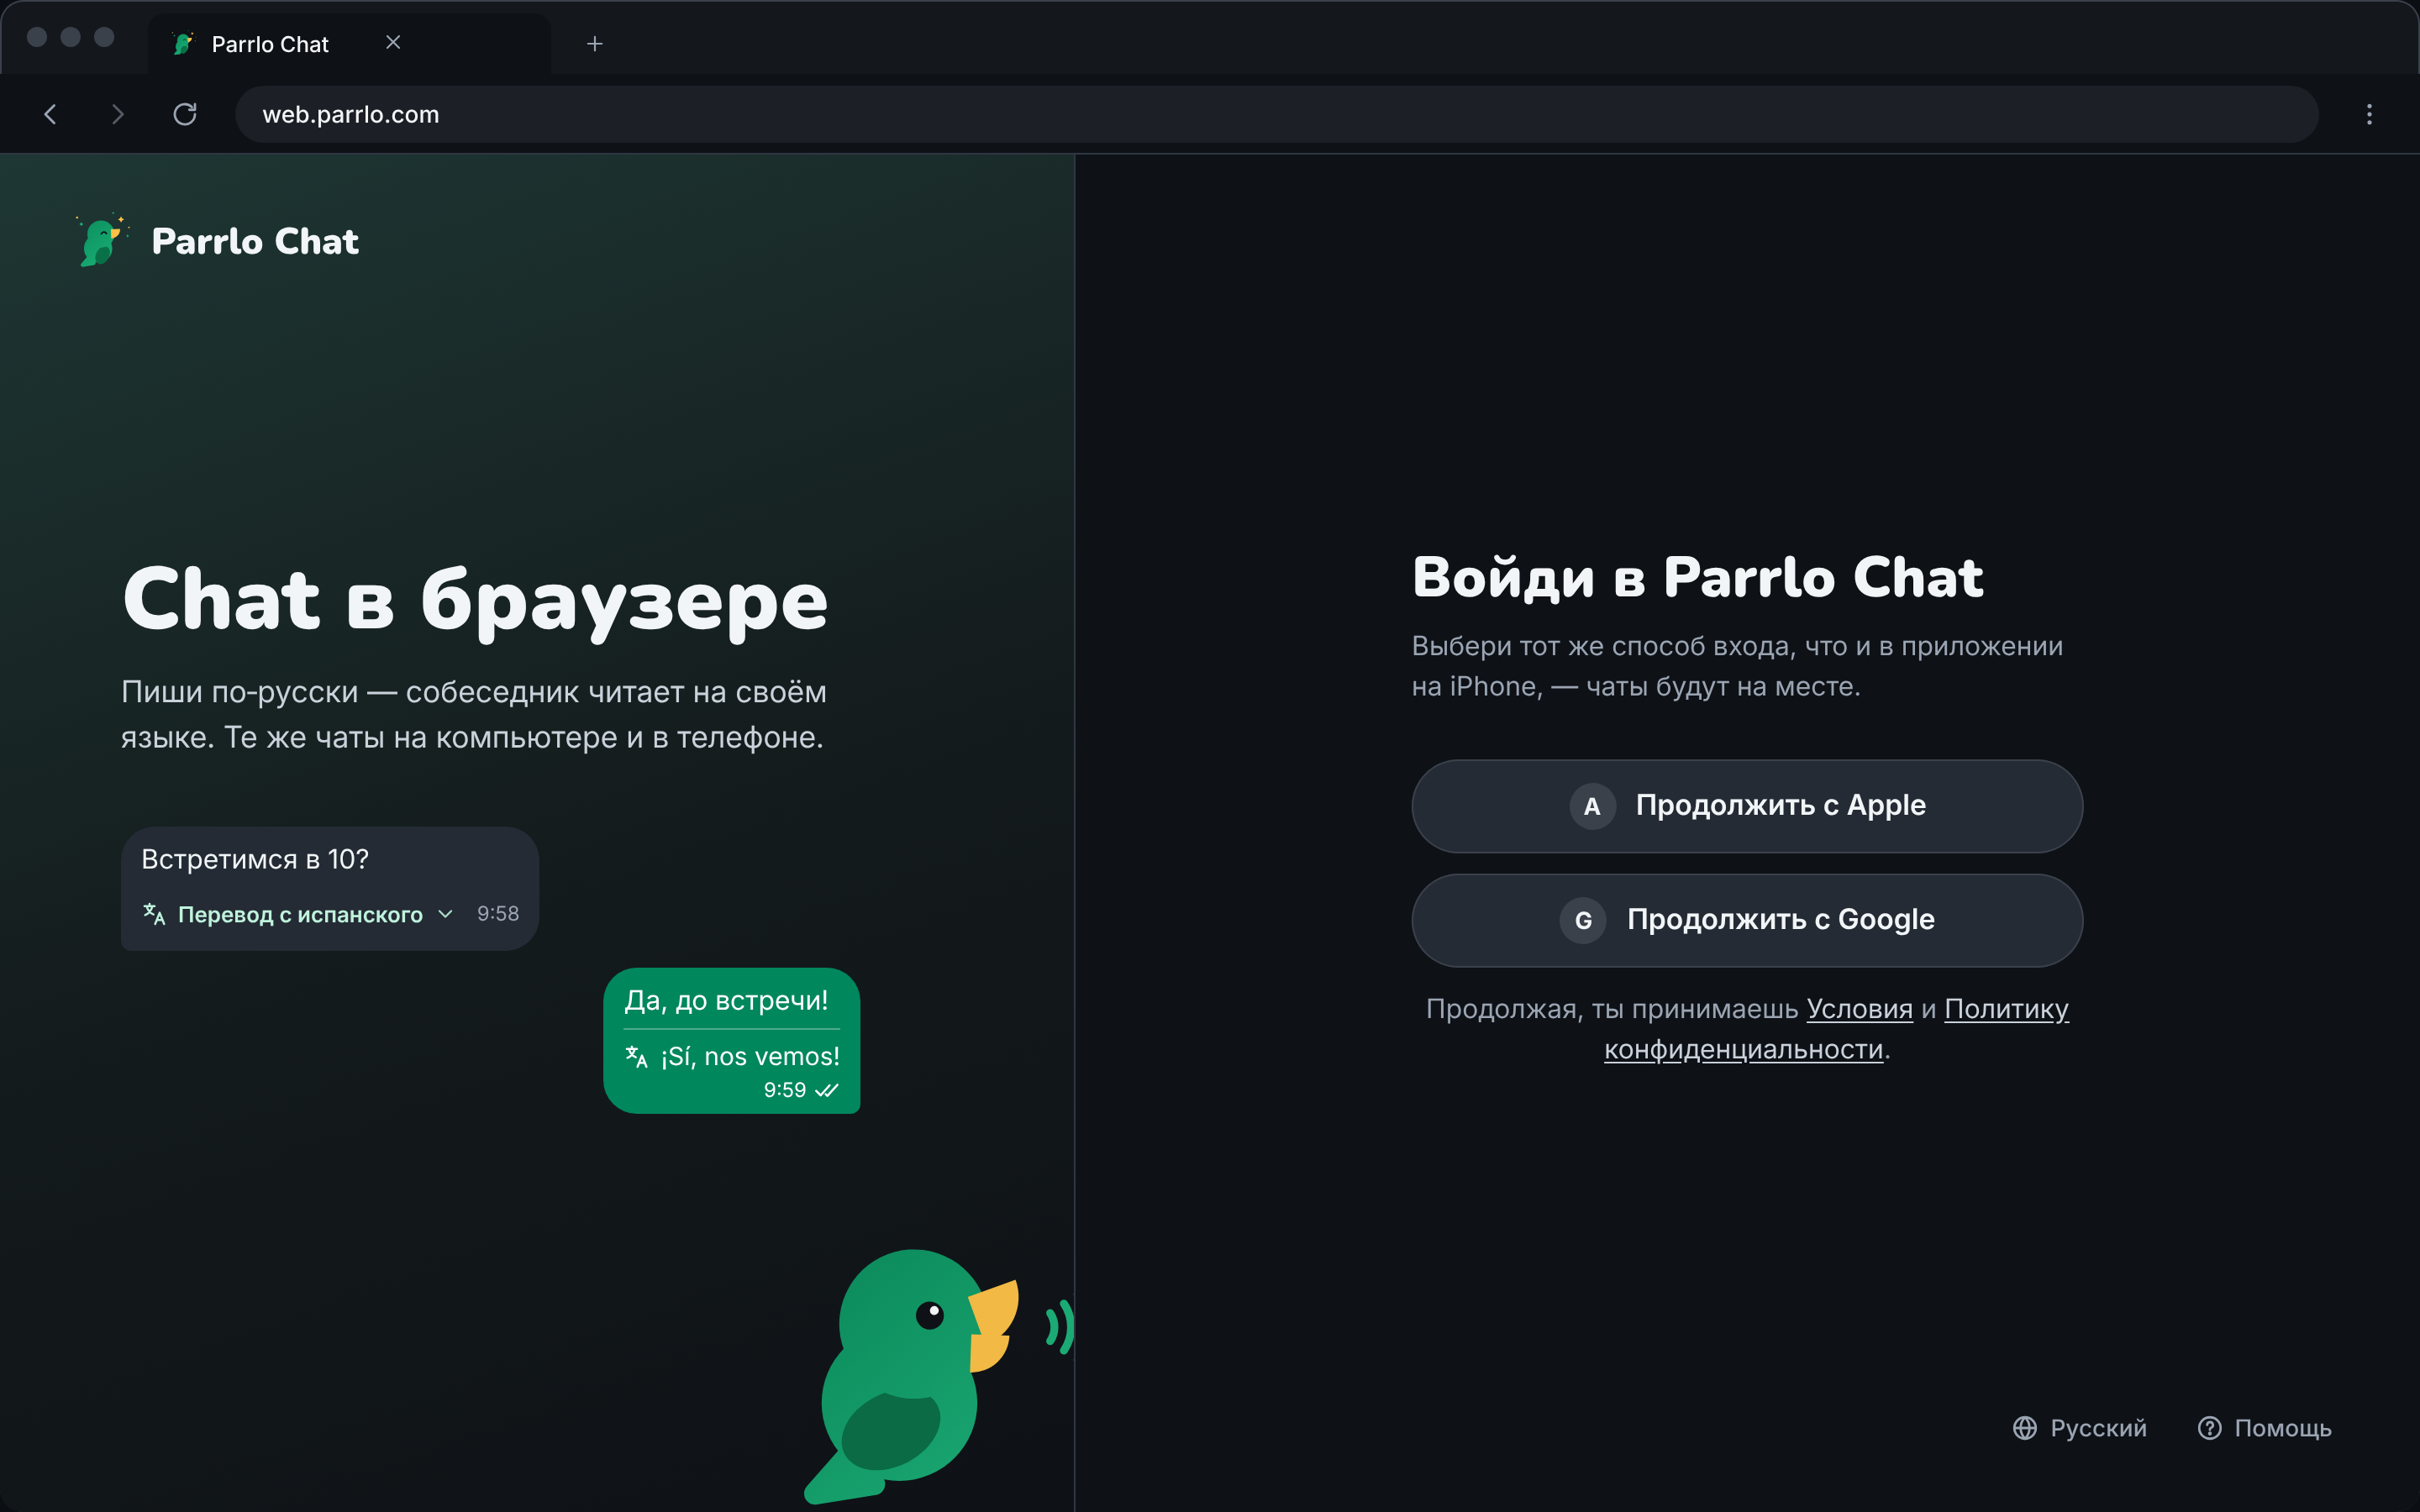 Parrlo Chat
web.parrlo.com
Parrlo Chat
Chat в браузере
Пиши по-русски — собеседник читает на своём
языке. Те же чаты на компьютере и в телефоне.
Встретимся в 10?
Перевод с испанского 9:58
Да, до встречи!
¡Sí, nos vemos!
9:59
Войди в Parrlo Chat
Выбери тот же способ входа, что и в приложении
на iPhone, — чаты будут на месте.
A Продолжить с Apple
G Продолжить с Google
Продолжая, ты принимаешь Условия и Политику
конфиденциальности.
Русский Помощь